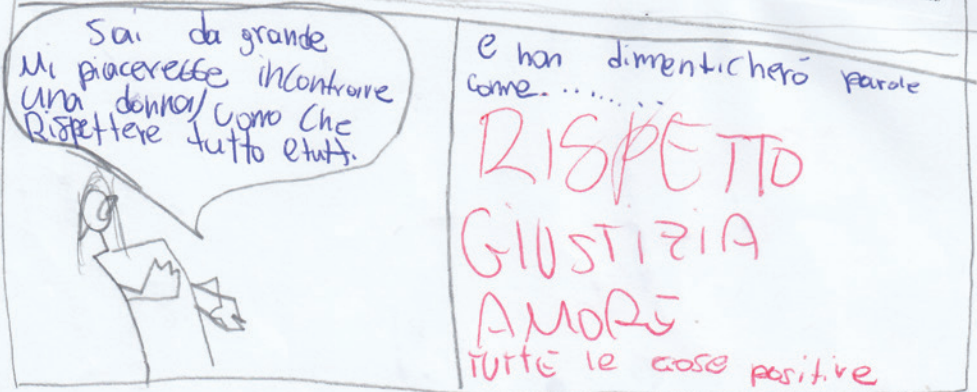 Sai da grande
Mi piacerebbe incontrare
una donna/uomo che
Rispettere tutto e tutti.
e non dimenticherò parole
come.........
RISPETTO
GIUSTIZIA
AMORE
TUTTE le cose positive